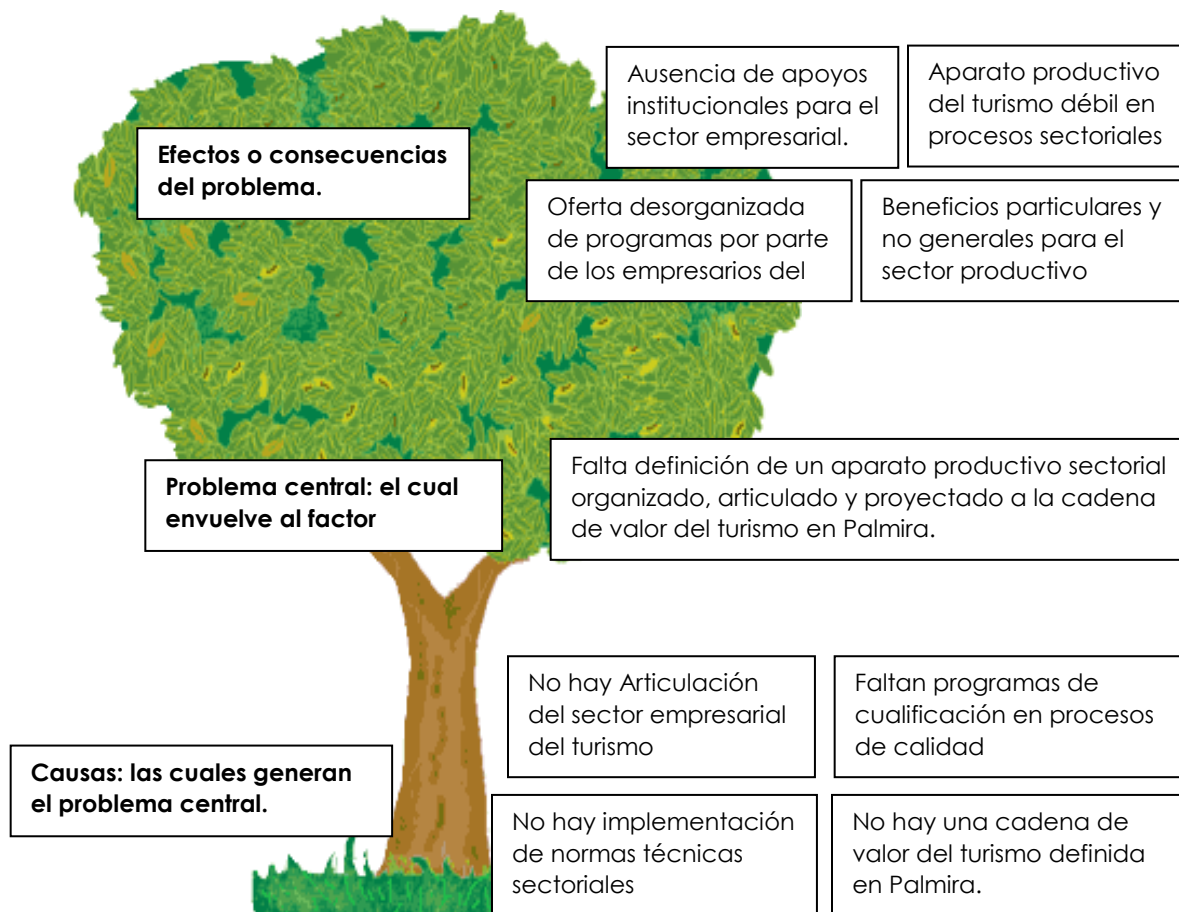 Ausencia de apoyos
institucionales para el
sector empresarial.
Aparato productivo
del turismo débil en
procesos sectoriales
Efectos o consecuencias
del problema.
Oferta desorganizada
de programas por parte
de los empresarios del
Beneficios particulares y
no generales para el
sector productivo
Problema central: el cual
envuelve al factor
Falta definición de un aparato productivo sectorial
organizado, articulado y proyectado a la cadena
de valor del turismo en Palmira.
No hay Articulación
del sector empresarial
del turismo
Faltan programas de
cualificación en procesos
de calidad
Causas: las cuales generan
el problema central.
No hay implementación
de normas técnicas
sectoriales
No hay una cadena de
valor del turismo definida
en Palmira.